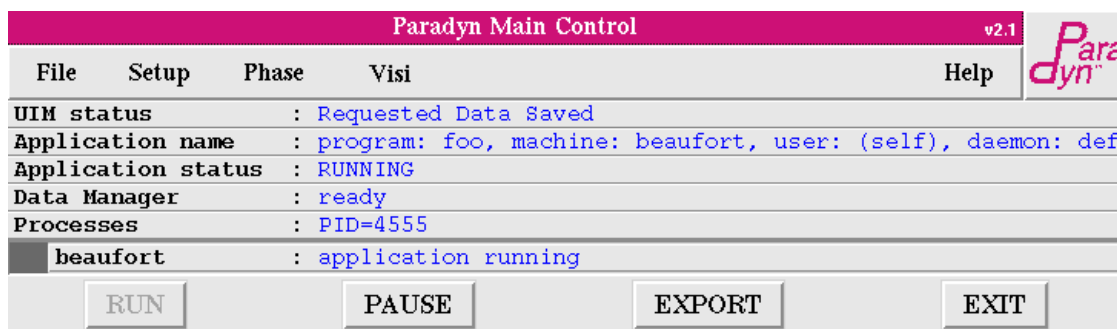 Paradyn Main Control v2.1
Para
dyn™
File Setup Phase Visi Help
UIM status : Requested Data Saved
Application name : program: foo, machine: beaufort, user: (self), daemon: def
Application status : RUNNING
Data Manager : ready
Processes : PID=4555
beaufort : application running
RUN PAUSE EXPORT EXIT